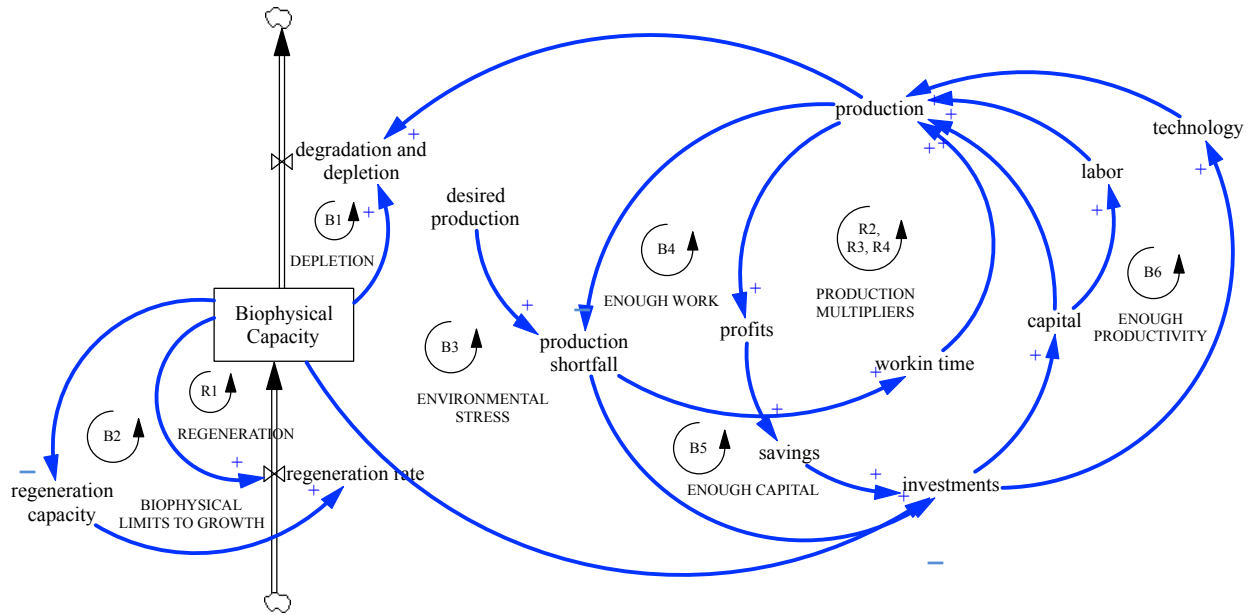 production
technology
degradation and
depletion
labor
desired
production
B1
DEPLETION
B4
ENOUGH WORK
R2,
R3, R4
PRODUCTION
MULTIPLIERS
B6
ENOUGH
PRODUCTIVITY
Biophysical
Capacity
profits
capital
production
shortfall
B3
ENVIRONMENTAL
STRESS
workin time
R1
REGENERATION
B2
B5
ENOUGH CAPITAL
savings
regeneration rate
investments
regeneration
capacity
BIOPHYSICAL
LIMITS TO GROWTH